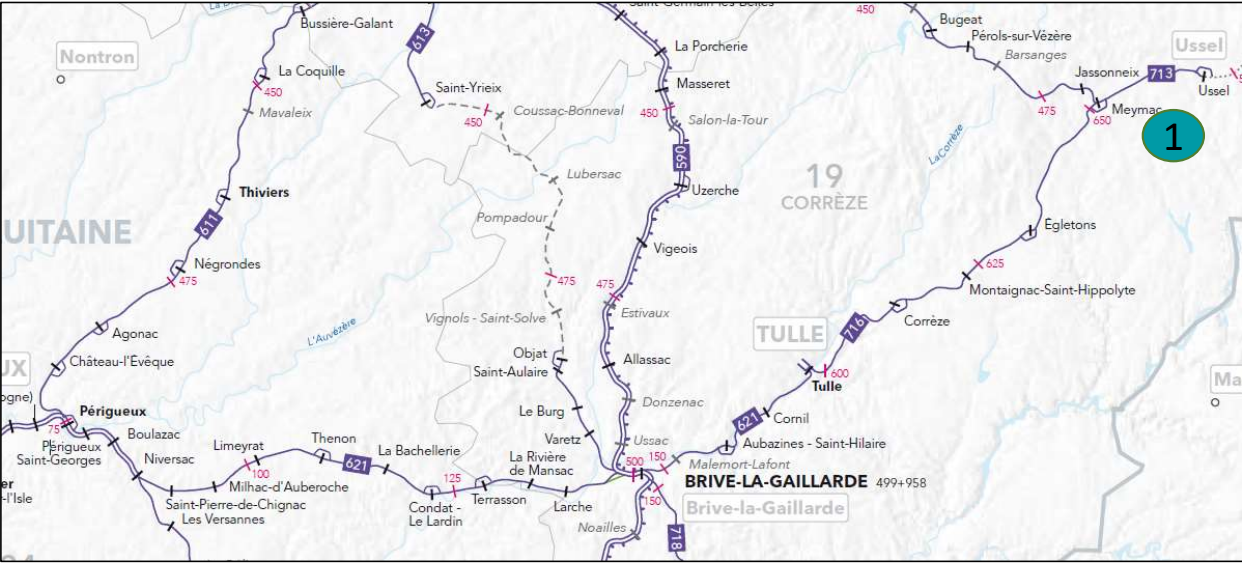 Saint-Germain-les-Belles
450
Bugeat
Bussière-Galant
613
Pérols-sur-Vézère
Nontron
La Porcherie
Barsanges
Ussel
La Coquille
Masseret
Jassonneix
713
Ussel
450
Saint-Yrieix
475
Meymac
650
Mavaleix
450
Coussac-Bonneval
450
Salon-la-Tour
1
590
La Corrèze
Lubersac
19
CORRÈZE
Thiviers
Uzerche
611
UITAINE
Pompadour
Vigeois
Égletons
Négrondes
475
475
475
625
Montaignac-Saint-Hippolyte
Vignols - Saint-Solve
Estivaux
Corrèze
L'Auvézère
Agonac
TULLE
716
Château-l'Evêque
Objat
Saint-Aulaire
Allassac
600
Tulle
UX
Ma
ogne)
Périgueux
75
Le Burg
Donzenac
621
Cornil
Périgueux
Saint-Georges
Boulazac
Niversac
Limeyrat
Thenon
Varetz
Ussac
Aubazines - Saint-Hilaire
La Bachellerie
La Rivière
de Mansac
500
150
Malemort-Lafont
100
621
125
BRIVE-LA-GAILLARDE 499+958
er
-l'Isle
Milhac-d'Auberoche
Saint-Pierre-de-Chignac
Les Versannes
Condat -
Le Lardin
Terrasson
Larche
150
Brive-la-Gaillarde
Noailles
718